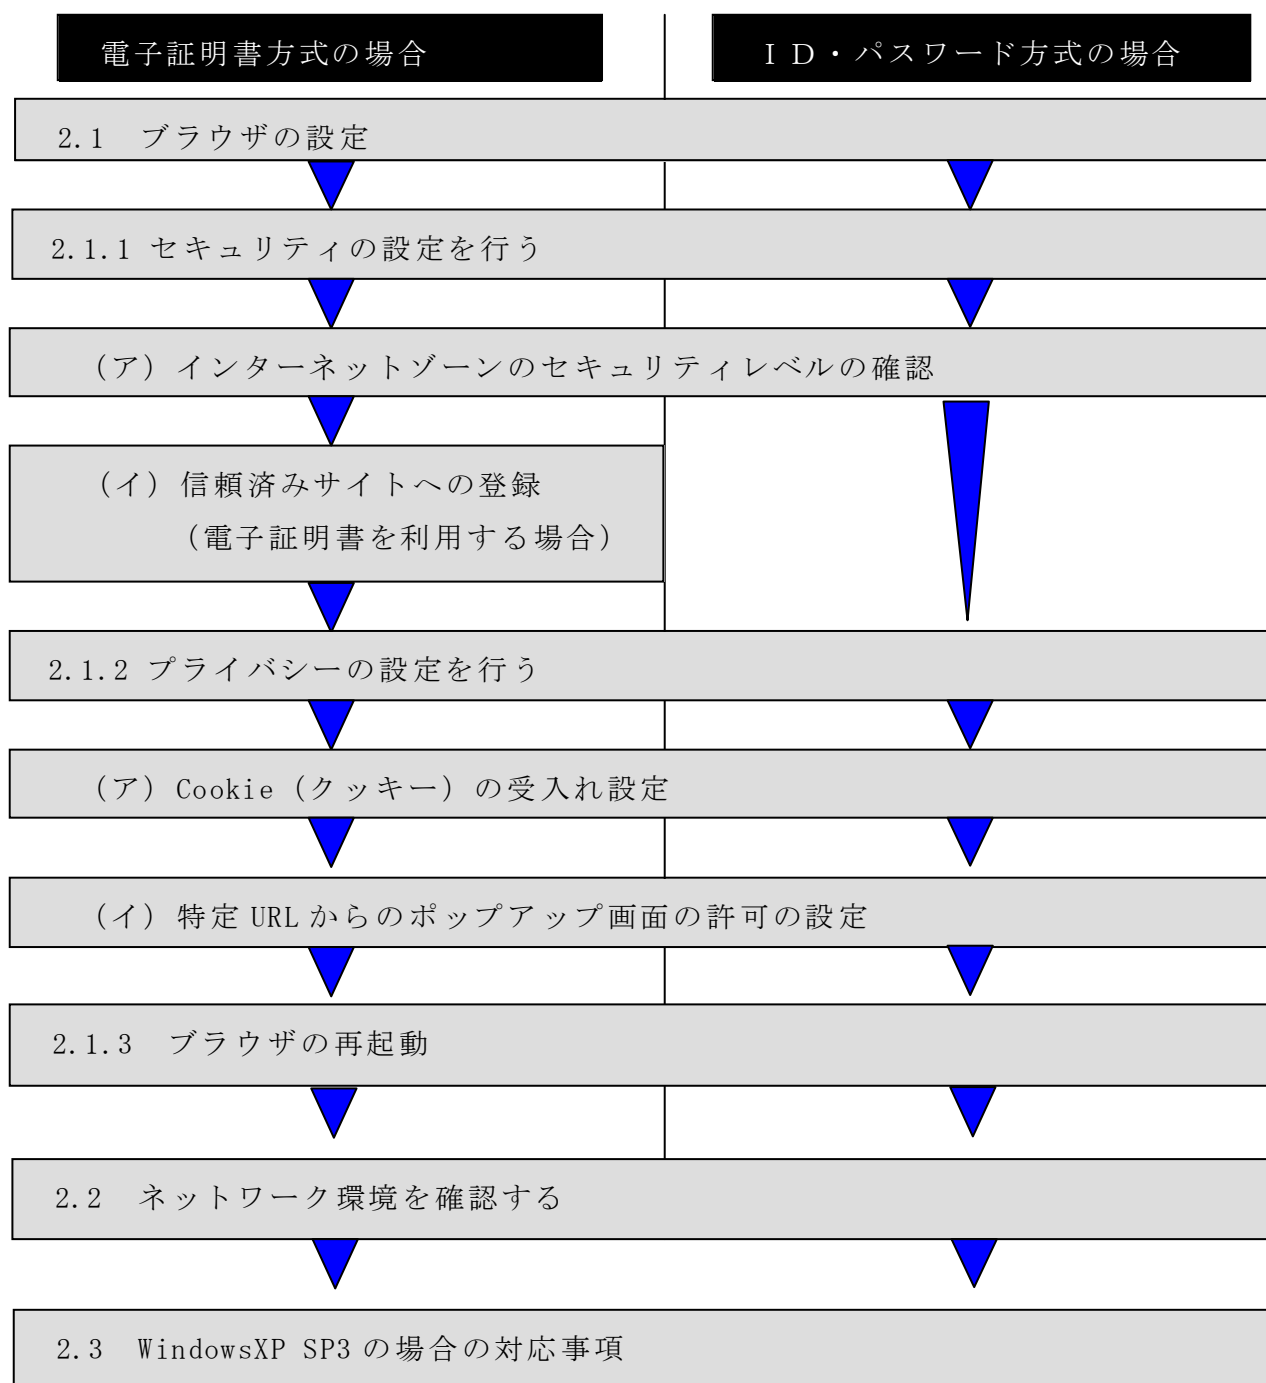 電子証明書方式の場合
ＩＤ・パスワード方式の場合
2.1 ブラウザの設定
2.1.1 セキュリティの設定を行う
（ア）インターネットゾーンのセキュリティレベルの確認
（イ）信頼済みサイトへの登録
（電子証明書を利用する場合）
2.1.2 プライバシーの設定を行う
（ア）Cookie（クッキー）の受入れ設定
（イ）特定 URL からのポップアップ画面の許可の設定
2.1.3 ブラウザの再起動
2.2 ネットワーク環境を確認する
2.3 WindowsXP SP3 の場合の対応事項